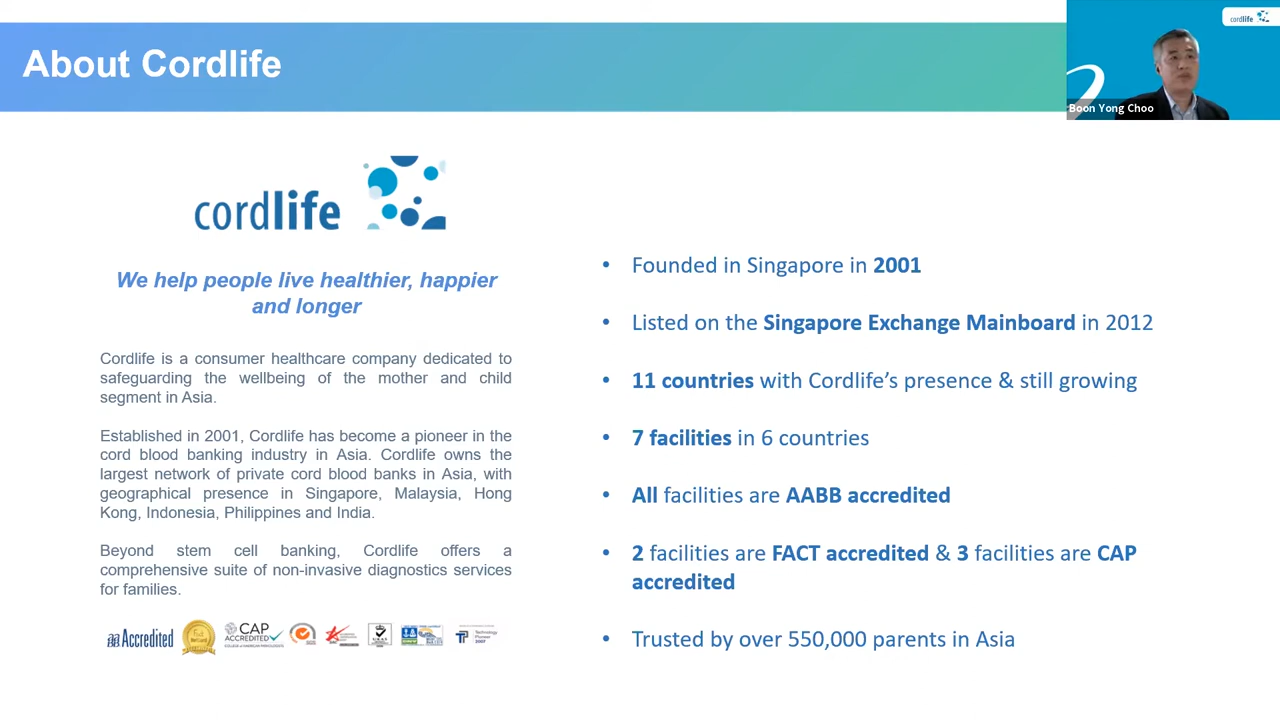 About Cordlife
cordlife
Boon Yong Choo
cordlife
We help people live healthier, happier
and longer
Cordlife is a consumer healthcare company dedicated to
safeguarding the wellbeing of the mother and child
segment in Asia.
Established in 2001, Cordlife has become a pioneer in the
cord blood banking industry in Asia. Cordlife owns the
largest network of private cord blood banks in Asia, with
geographical presence in Singapore, Malaysia, Hong
Kong, Indonesia, Philippines and India.
Beyond stem cell banking, Cordlife offers a
comprehensive suite of non-invasive diagnostics services
for families.
Accredited
CAP
ACCREDITED
COLLEGE of AMERICAN PATHOLOGISTS
Technology
Pioneer
2007
• Founded in Singapore in 2001
• Listed on the Singapore Exchange Mainboard in 2012
• 11 countries with Cordlife’s presence & still growing
• 7 facilities in 6 countries
• All facilities are AABB accredited
• 2 facilities are FACT accredited & 3 facilities are CAP
accredited
• Trusted by over 550,000 parents in Asia